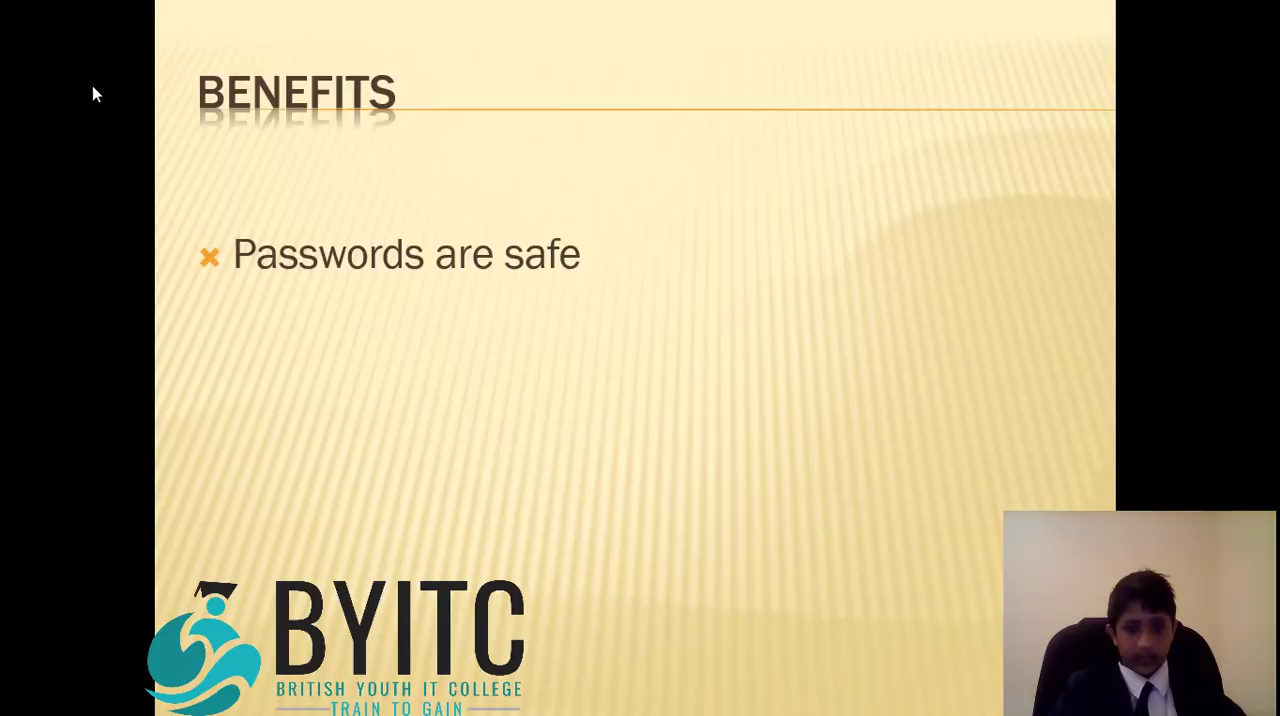 BENEFITS
Passwords are safe
BYITC
BRITISH YOUTH IT COLLEGE
TRAIN TO GAIN